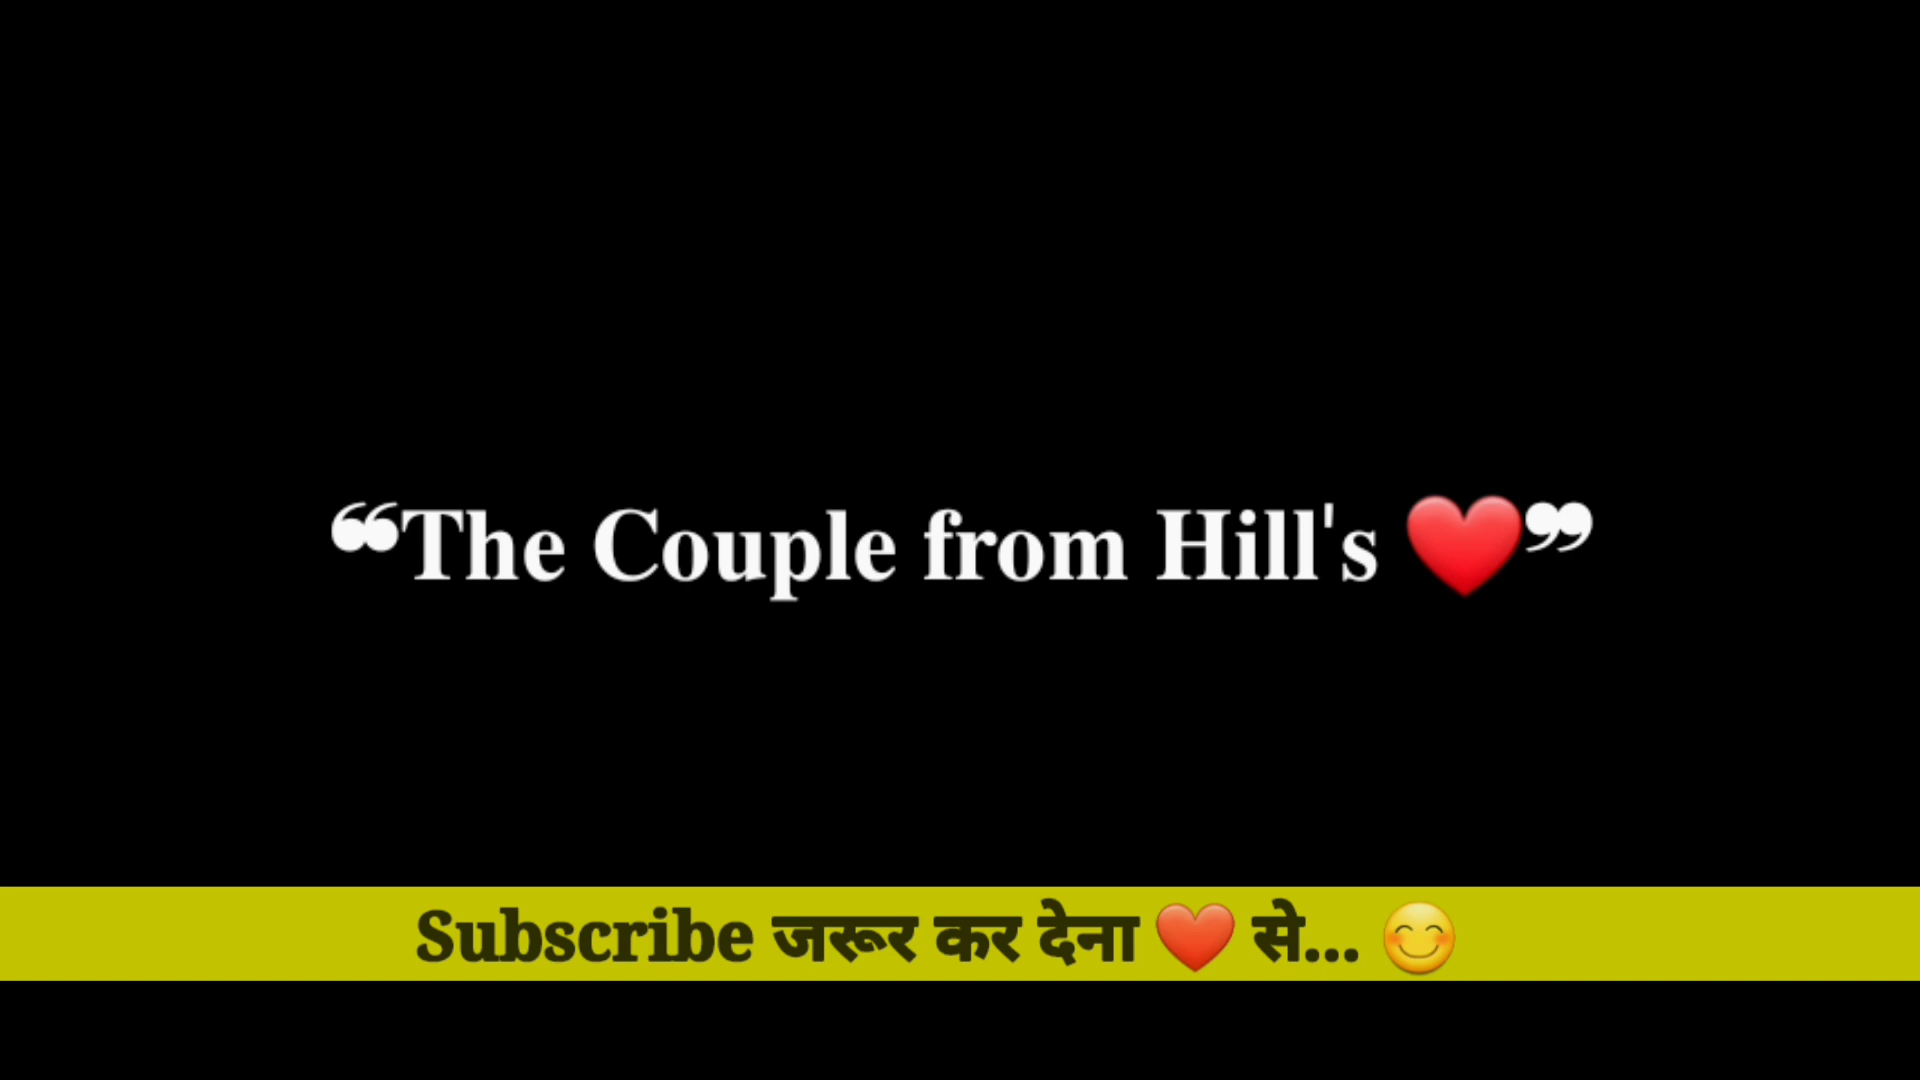 ❝The Couple from Hill's ❤️❞
Subscribe जरूर कर देना ❤️ से... 😊